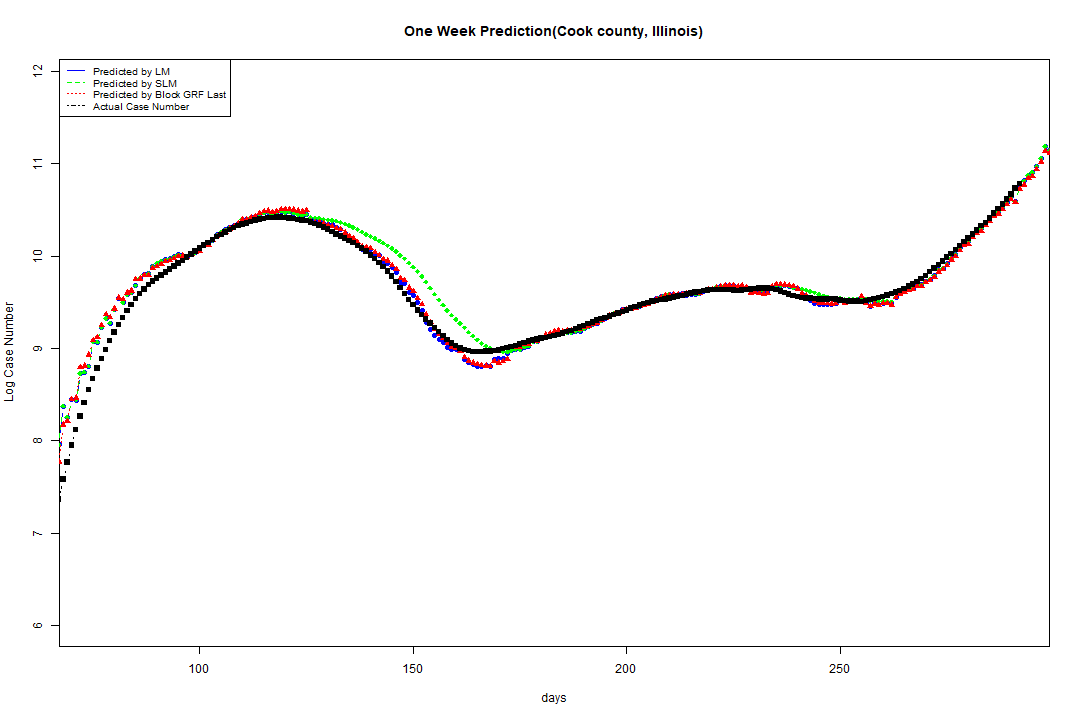 One Week Prediction(Cook county, Illinois)
Predicted by LM
Predicted by SLM
Predicted by Block GRF Last
Actual Case Number
12
11
10
9
8
7
6
Log Case Number
100 150 200 250
days